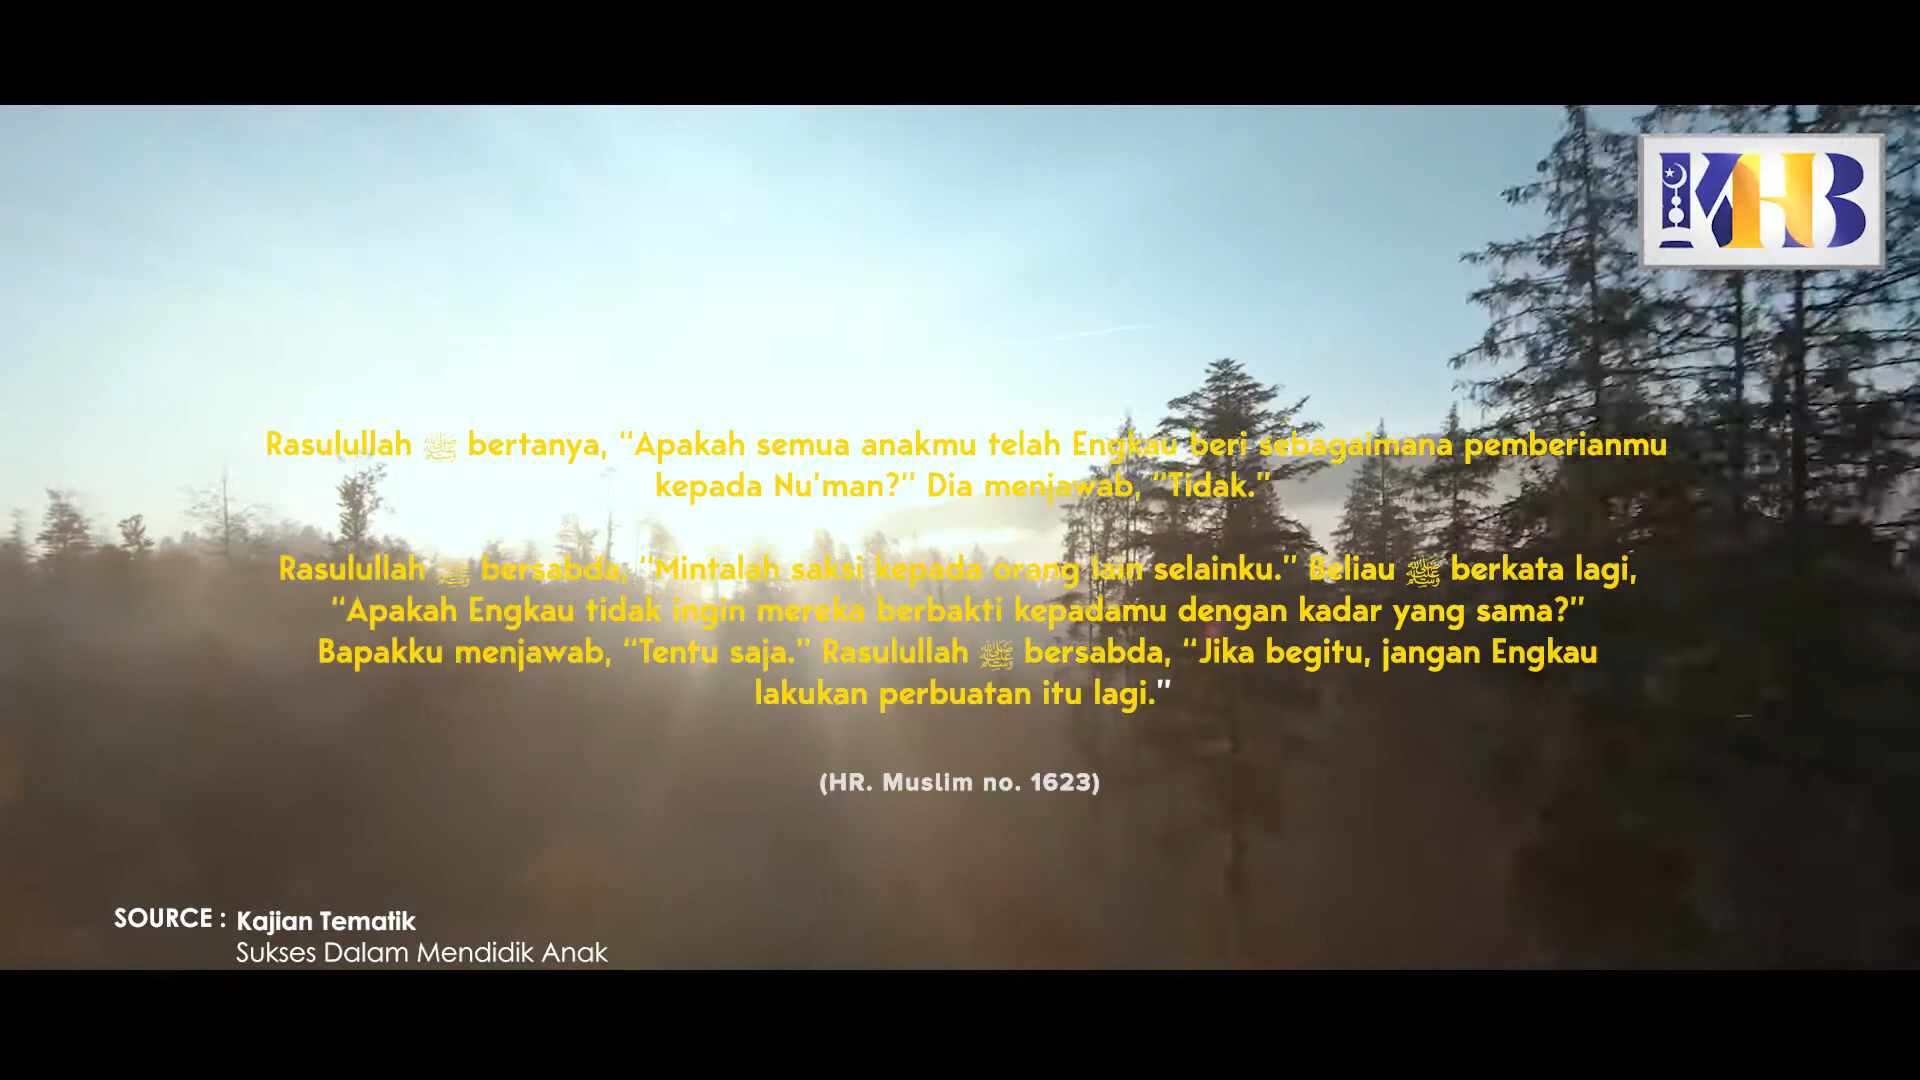 KHB
Rasulullah ﷺ bertanya, “Apakah semua anakmu telah Engkau beri sebagaimana pemberianmu
kepada Nu'man?” Dia menjawab, “Tidak.”
Rasulullah ﷺ bersabda, “Mintalah saksi kepada orang lain selainku.” Beliau ﷺ berkata lagi,
“Apakah Engkau tidak ingin mereka berbakti kepadamu dengan kadar yang sama?”
Bapakku menjawab, “Tentu saja.” Rasulullah ﷺ bersabda, “Jika begitu, jangan Engkau
lakukan perbuatan itu lagi.”
(HR. Muslim no. 1623)
SOURCE : Kajian Tematik
Sukses Dalam Mendidik Anak